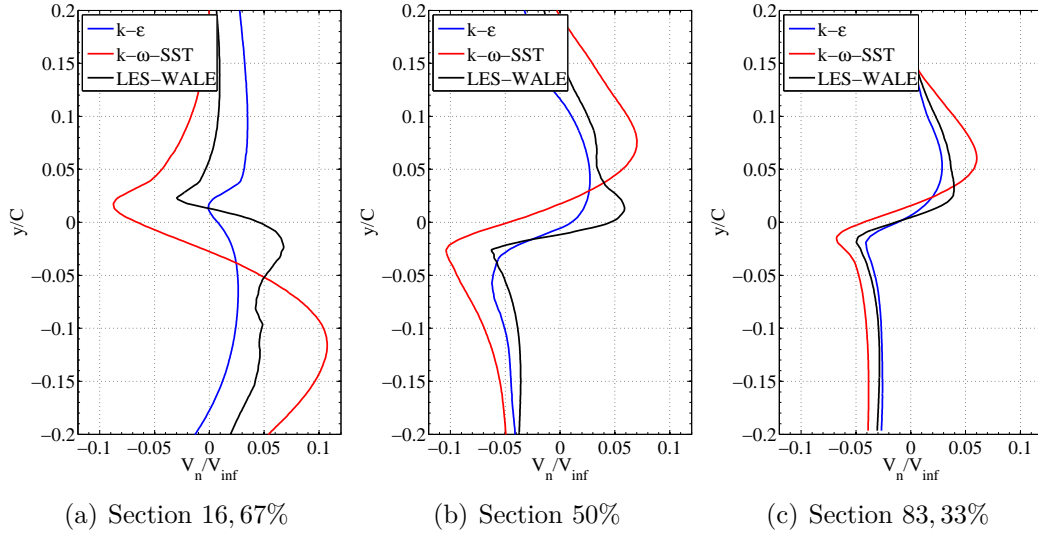 k−ε
k−ω−SST
LES−WALE
0.2
0.15
0.1
0.05
0
−0.05
−0.1
−0.15
−0.2
y/C
−0.1 −0.05 0 0.05 0.1
V_n/V_inf
(a) Section 16, 67%
k−ε
k−ω−SST
LES−WALE
0.2
0.15
0.1
0.05
0
−0.05
−0.1
−0.15
−0.2
y/C
−0.1 −0.05 0 0.05 0.1
V_n/V_inf
(b) Section 50%
k−ε
k−ω−SST
LES−WALE
0.2
0.15
0.1
0.05
0
−0.05
−0.1
−0.15
−0.2
y/C
−0.1 −0.05 0 0.05 0.1
V_n/V_inf
(c) Section 83, 33%